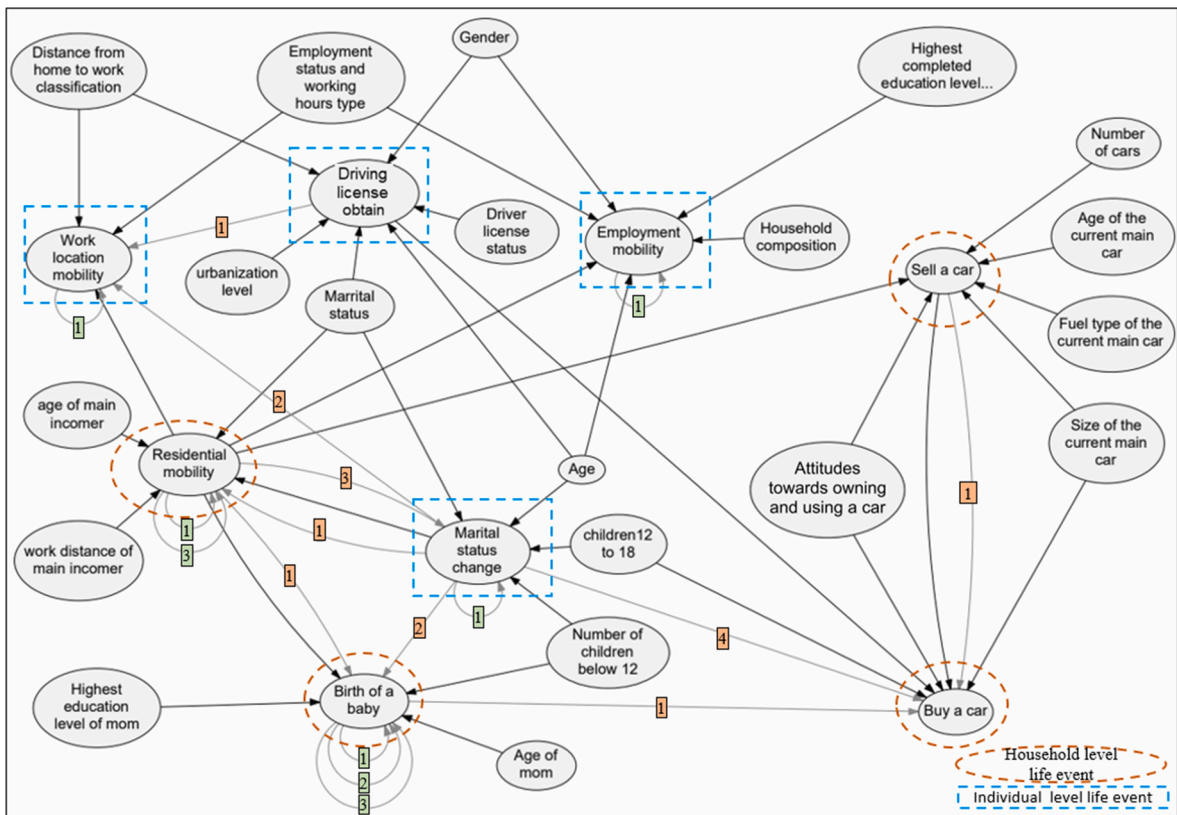 Gender
Distance from
home to work
classification
Employment
status and
working
hours type
Highest
completed
education level...
Number
of cars
Driving
license
obtain
Driver
license
status
Employment
mobility
Household
composition
Age of the
current main
car
Work
location
mobility
1
urbanization
level
Marrital
status
Sell a car
1
1
Fuel type of the
current main car
age of main
incomer
2
Residential
mobility
3
Age
Attitudes
towards owning
and using a car
Size of the
current main
car
1
1
3
1
work distance of
main incomer
1
Marital
status
change
children12
to 18
1
2
Number of
children
below 12
4
Highest
education
level of mom
Birth of a
baby
1
Buy a car
1
2
3
Age of
mom
Household level
life event
Individual level life event